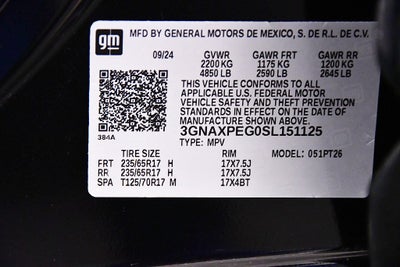 gm
MFD BY GENERAL MOTORS DE MEXICO, S DE R.L. DE C.V.
09/24 GVWR GAWR FRT GAWR RR
2200 KG 1175 KG 1200 KG
4850 LB 2590 LB 2645 LB
THIS VEHICLE CONFORMS TO ALL
APPLICABLE U.S. FEDERAL MOTOR
VEHICLE SAFETY AND THEFT PREVENTION
STANDARDS IN EFFECT ON THE DATE OF
MANUFACTURE SHOWN ABOVE.
384A
3GNAXPEG0SL151125
TYPE: MPV
TIRE SIZE RIM MODEL: 051PT26
FRT 235/65R17 H 17X7.5J
RR 235/65R17 H 17X7.5J
SPA T125/70R17 M 17X4BT